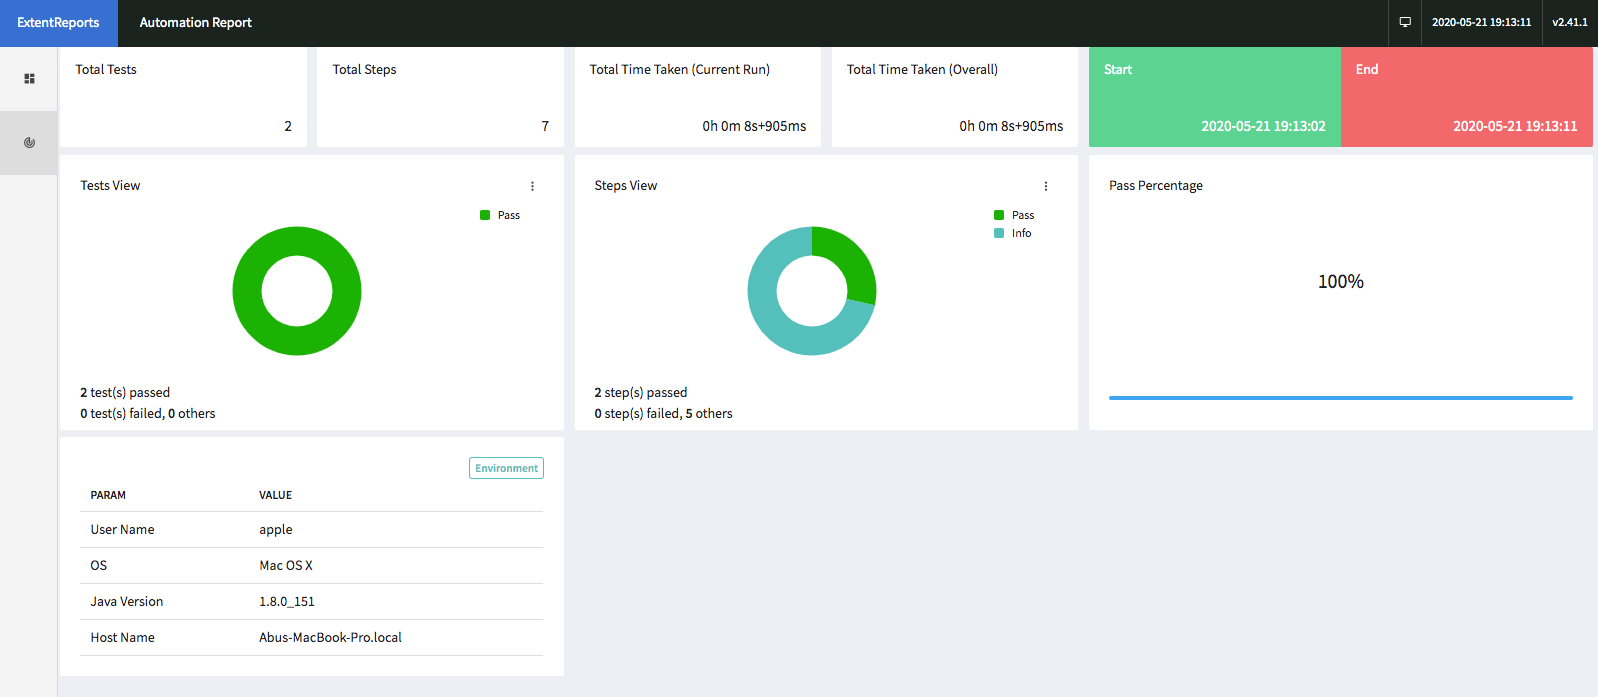 ExtentReports
Automation Report
2020-05-21 19:13:11
v2.41.1
Total Tests
2
Total Steps
7
Total Time Taken (Current Run)
0h 0m 8s+905ms
Total Time Taken (Overall)
0h 0m 8s+905ms
Start
2020-05-21 19:13:02
End
2020-05-21 19:13:11
Tests View
Pass
2 test(s) passed
0 test(s) failed, 0 others
Steps View
Pass
Info
2 step(s) passed
0 step(s) failed, 5 others
Pass Percentage
100%
Environment
PARAM VALUE
User Name apple
OS Mac OS X
Java Version 1.8.0_151
Host Name Abus-MacBook-Pro.local